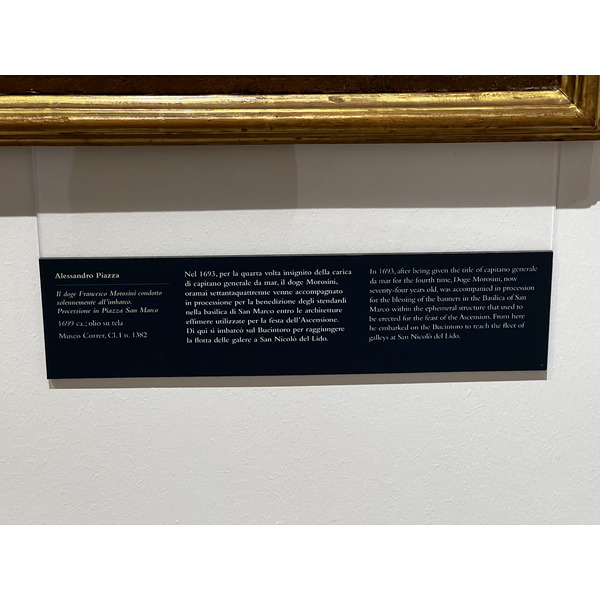 Alessandro Piazza
Il doge Francesco Morosini condotto
solennemente all'imbarco.
Processione in Piazza San Marco
1699 ca.; olio su tela
Museo Correr, Cl. I n. 1382
Nel 1693, per la quarta volta insignito della carica
di capitano generale da mar, il doge Morosini,
oramai settantaquattrenne venne accompagnato
in processione per la benedizione degli stendardi
nella basilica di San Marco entro le architetture
effimere utilizzate per la festa dell'Ascensione.
Di qui si imbarcò sul Bucintoro per raggiungere
la flotta delle galere a San Nicolò del Lido.
In 1693, after being given the title of capitano generale
da mar for the fourth time, Doge Morosini, now
seventy-four years old, was accompanied in procession
for the blessing of the banners in the Basilica of San
Marco within the ephemeral structure that used to
be erected for the feast of the Ascension. From here
he embarked on the Bucintoro to reach the fleet of
galleys at San Nicolò del Lido.